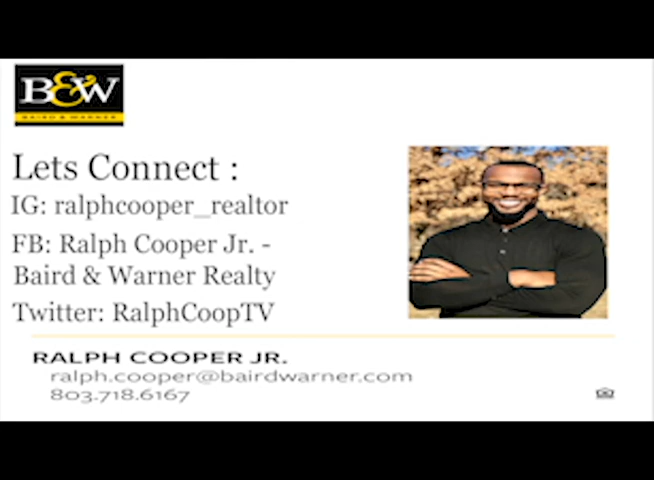 B&W
BAIRD & WARNER
Lets Connect :
IG: ralphcooper_realtor
FB: Ralph Cooper Jr. -
Baird & Warner Realty
Twitter: RalphCoopTV
RALPH COOPER JR.
ralph.cooper@bairdwarner.com
803.718.6167